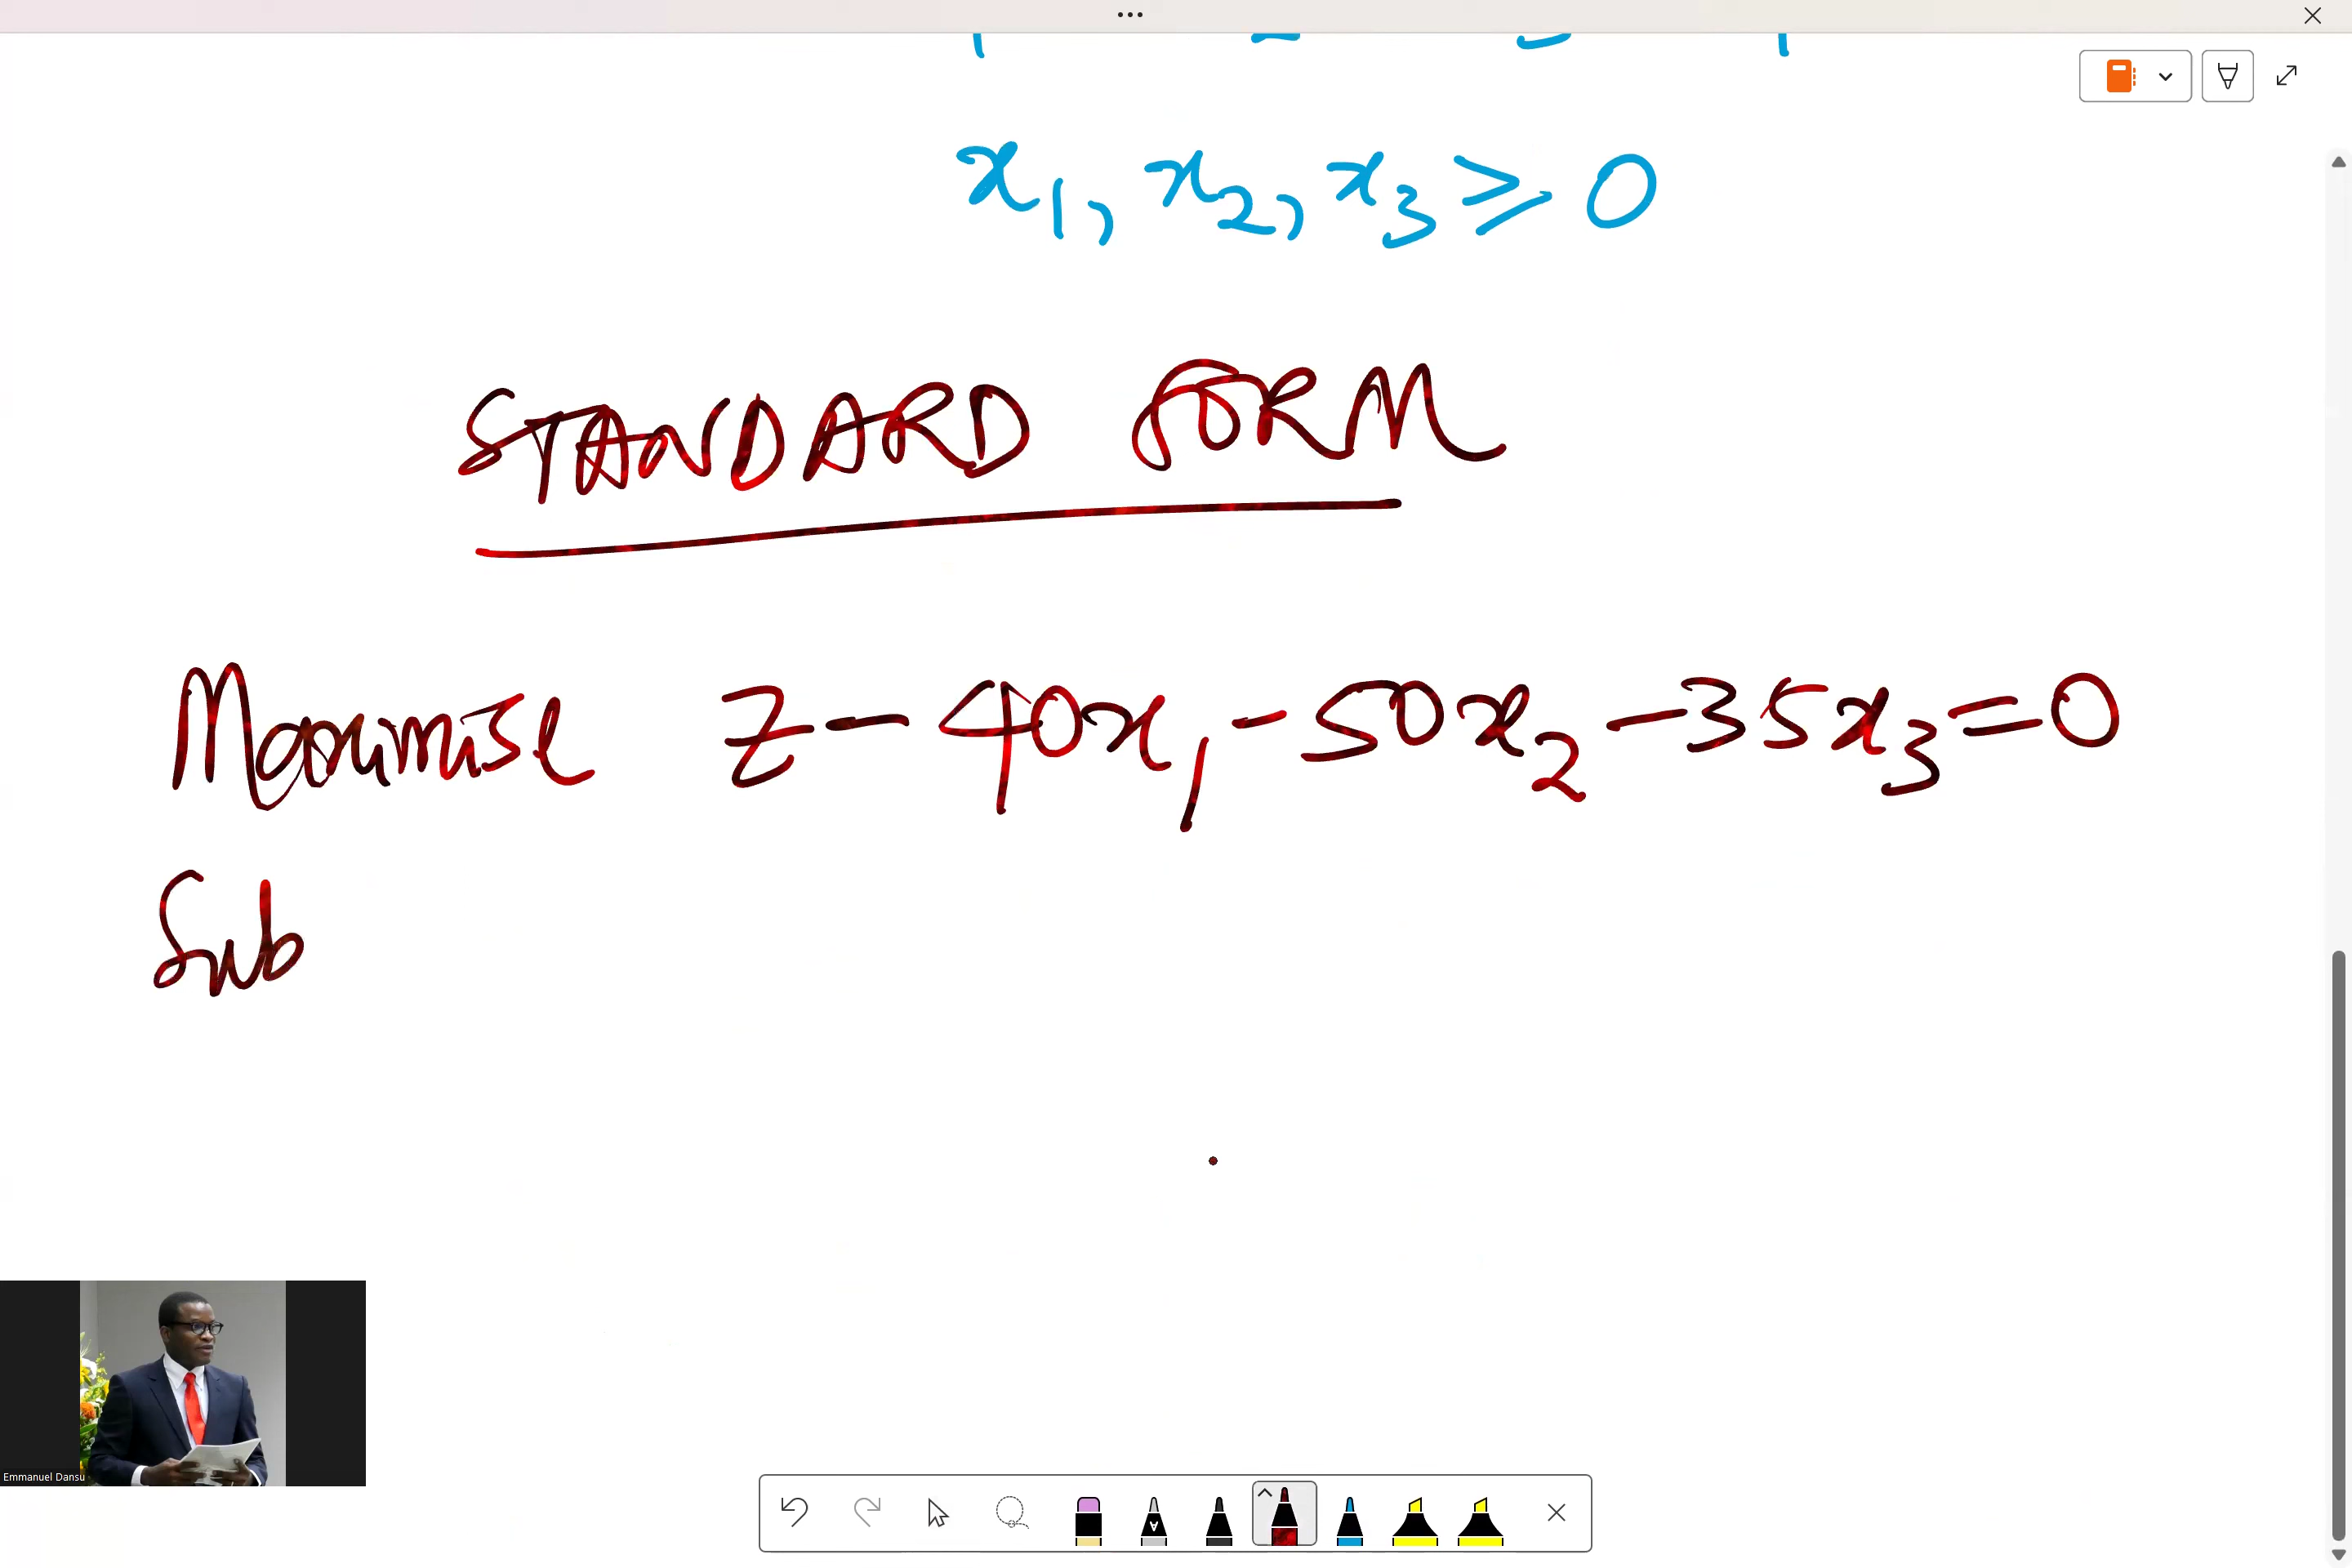 x₁, x₂, x₃ ≥ 0
STANDARD FORM
Maximise z − 40x₁ − 50x₂ − 35x₃ = 0
Sub
Emmanuel Dansu